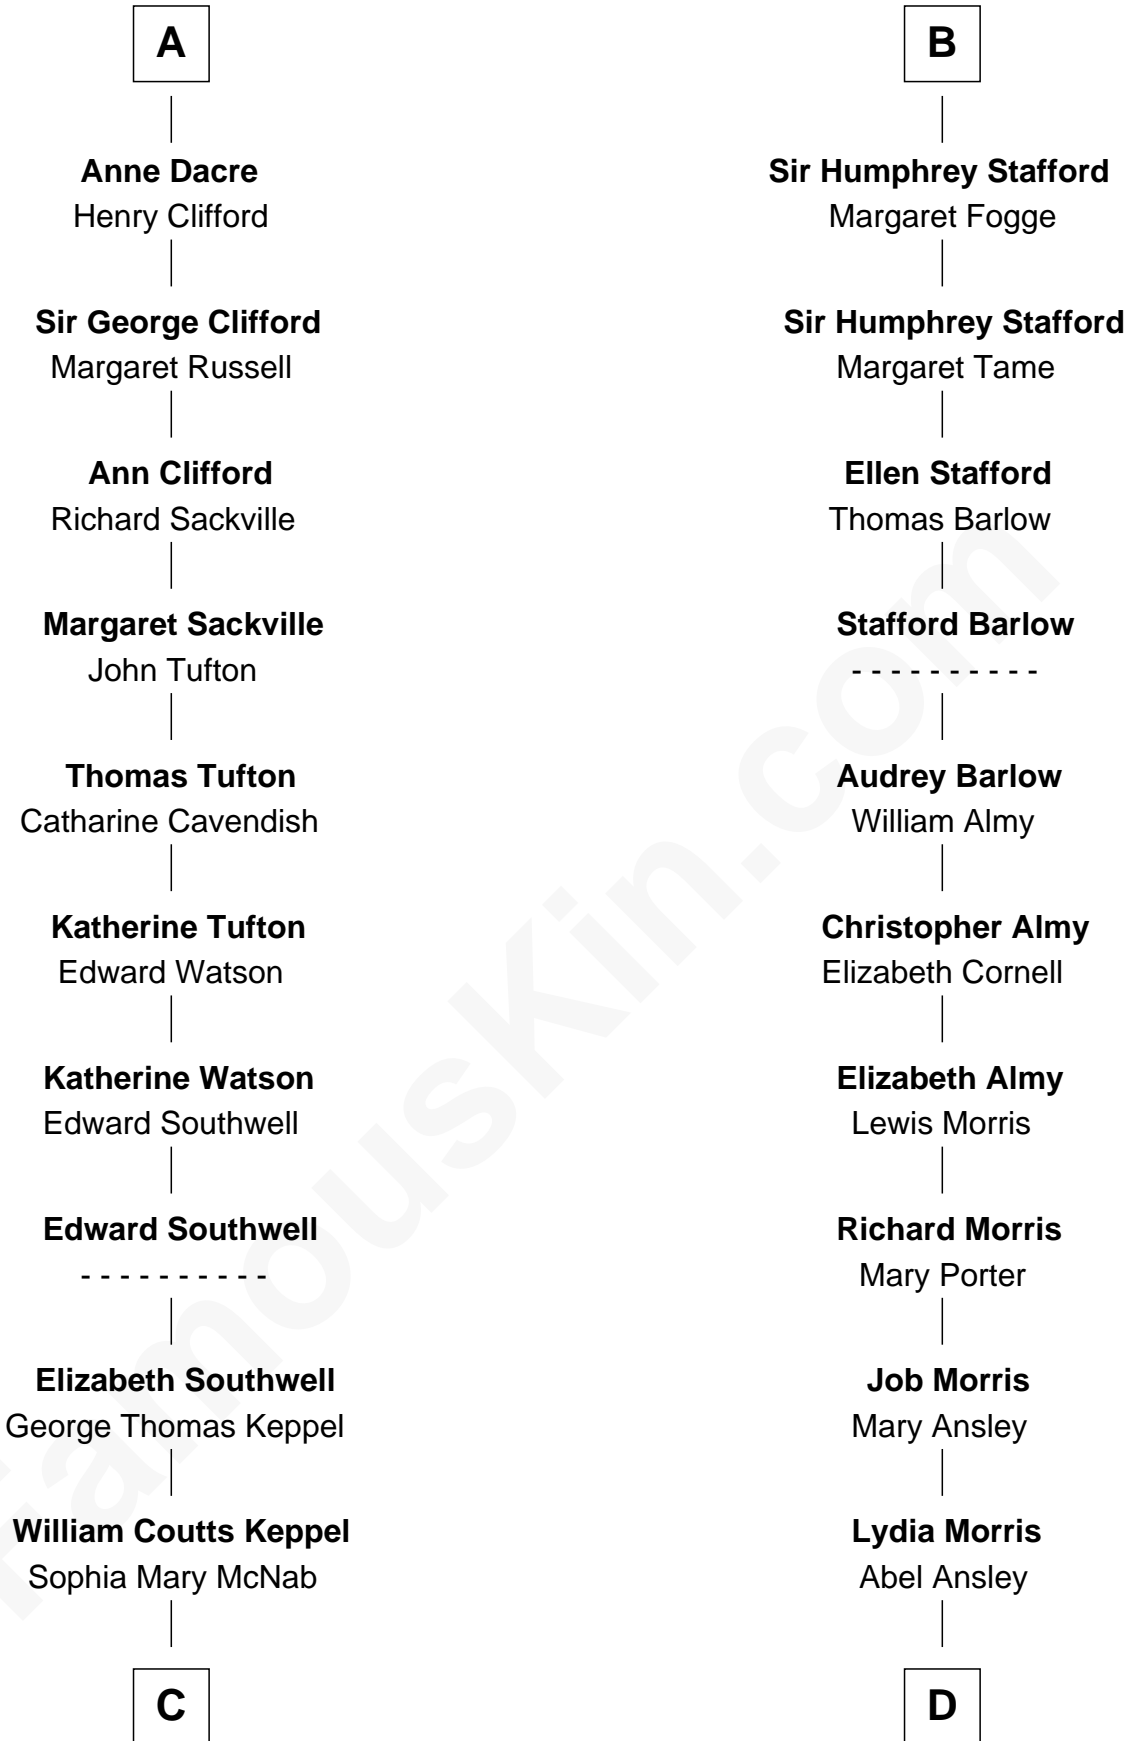 A
Anne Dacre
Henry Clifford
Sir George Clifford
Margaret Russell
Ann Clifford
Richard Sackville
Margaret Sackville
John Tufton
Thomas Tufton
Catharine Cavendish
Katherine Tufton
Edward Watson
Katherine Watson
Edward Southwell
Edward Southwell
- - - - - - - - - -
Elizabeth Southwell
George Thomas Keppel
William Coutts Keppel
Sophia Mary McNab
C
B
Sir Humphrey Stafford
Margaret Fogge
Sir Humphrey Stafford
Margaret Tame
Ellen Stafford
Thomas Barlow
Stafford Barlow
- - - - - - - - - -
Audrey Barlow
William Almy
Christopher Almy
Elizabeth Cornell
Elizabeth Almy
Lewis Morris
Richard Morris
Mary Porter
Job Morris
Mary Ansley
Lydia Morris
Abel Ansley
D
FamousKin.com